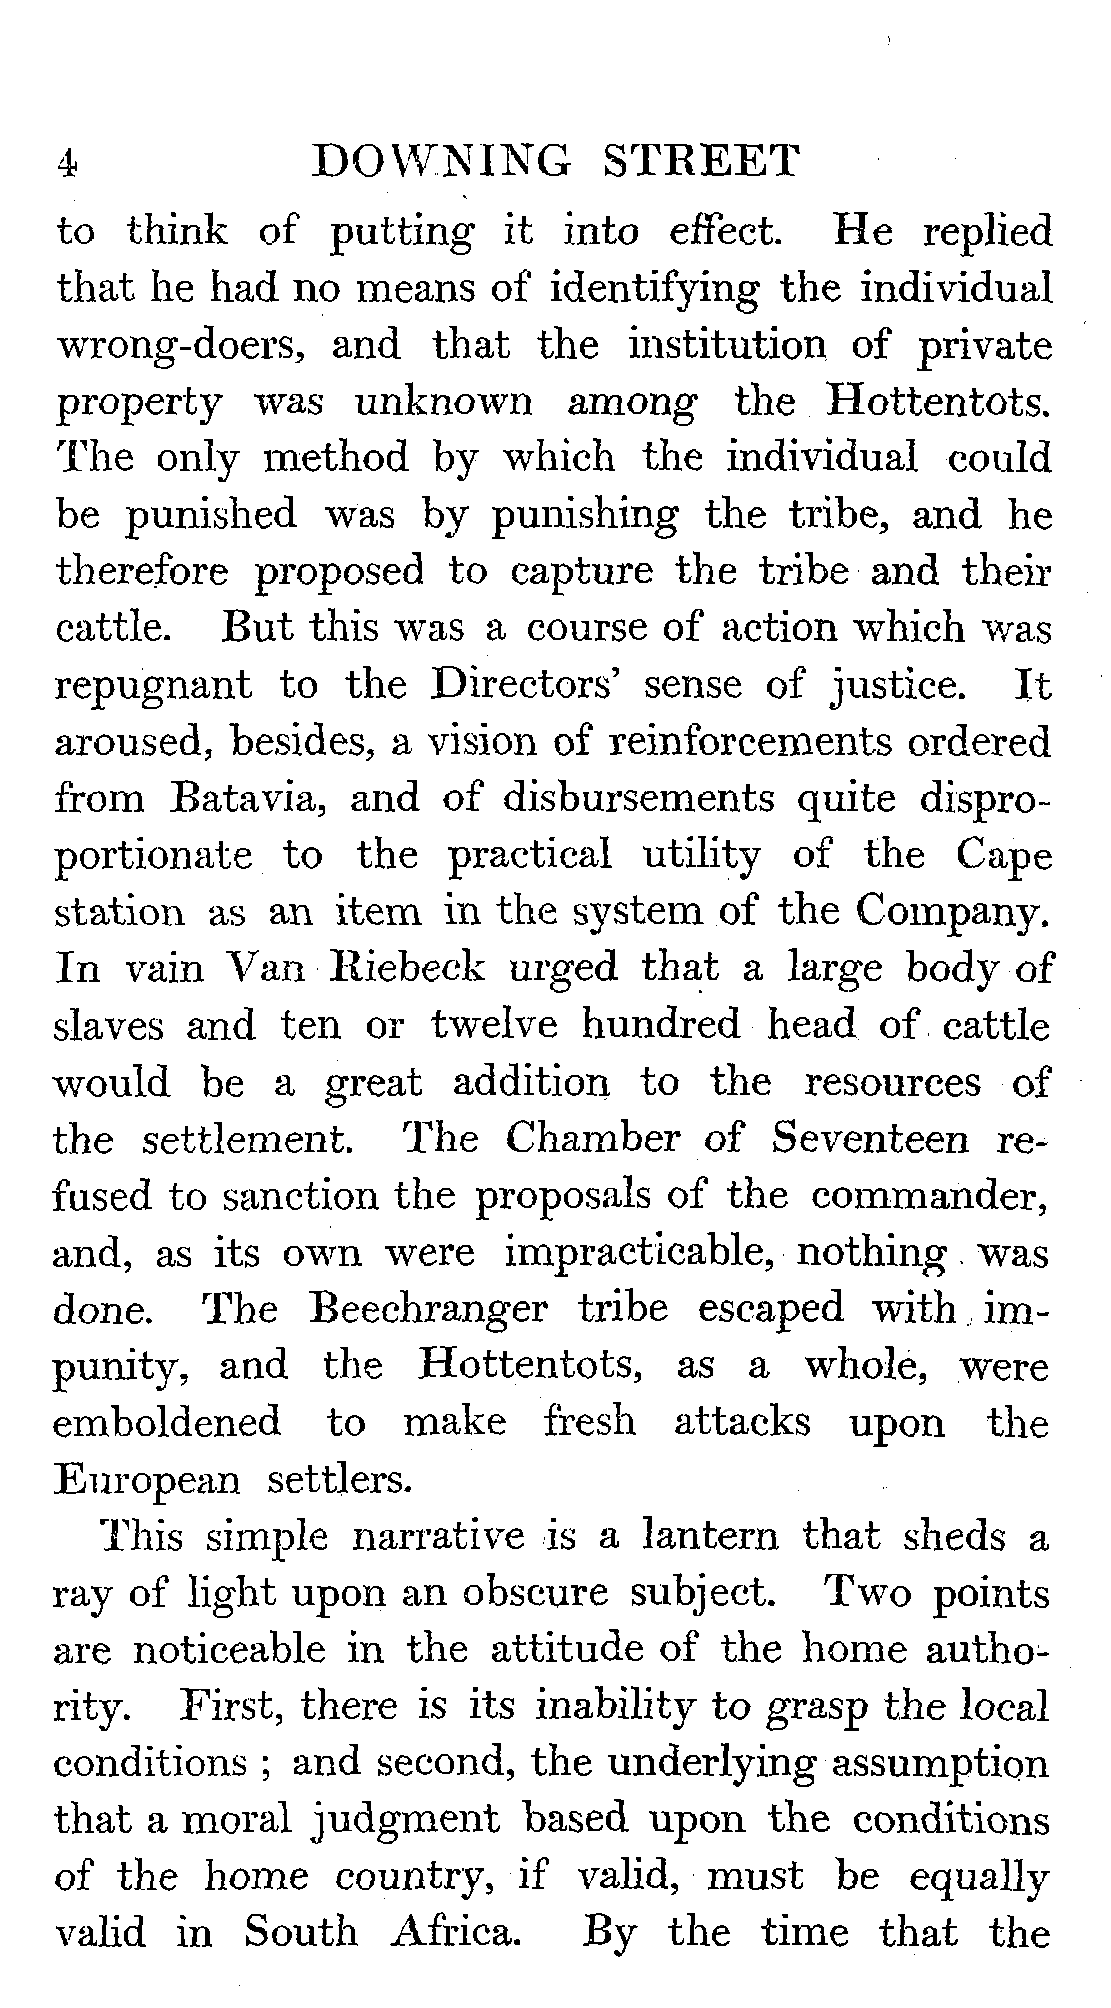 4 DOWNING STREET
to think of putting it into effect. He replied
that he had no means of identifying the individual
wrong-doers, and that the institution of private
property was unknown among the Hottentots.
The only method by which the individual could
be punished was by punishing the tribe, and he
therefore proposed to capture the tribe and their
cattle. But this was a course of action which was
repugnant to the Directors' sense of justice. It
aroused, besides, a vision of reinforcements ordered
from Batavia, and of disbursements quite dispro-
portionate to the practical utility of the Cape
station as an item in the system of the Company.
In vain Van Riebeck urged that a large body of
slaves and ten or twelve hundred head of cattle
would be a great addition to the resources of
the settlement. The Chamber of Seventeen re-
fused to sanction the proposals of the commander,
and, as its own were impracticable, nothing was
done. The Beechranger tribe escaped with im-
punity, and the Hottentots, as a whole, were
emboldened to make fresh attacks upon the
European settlers.
This simple narrative is a lantern that sheds a
ray of light upon an obscure subject. Two points
are noticeable in the attitude of the home autho-
rity. First, there is its inability to grasp the local
conditions ; and second, the underlying assumption
that a moral judgment based upon the conditions
of the home country, if valid, must be equally
valid in South Africa. By the time that the